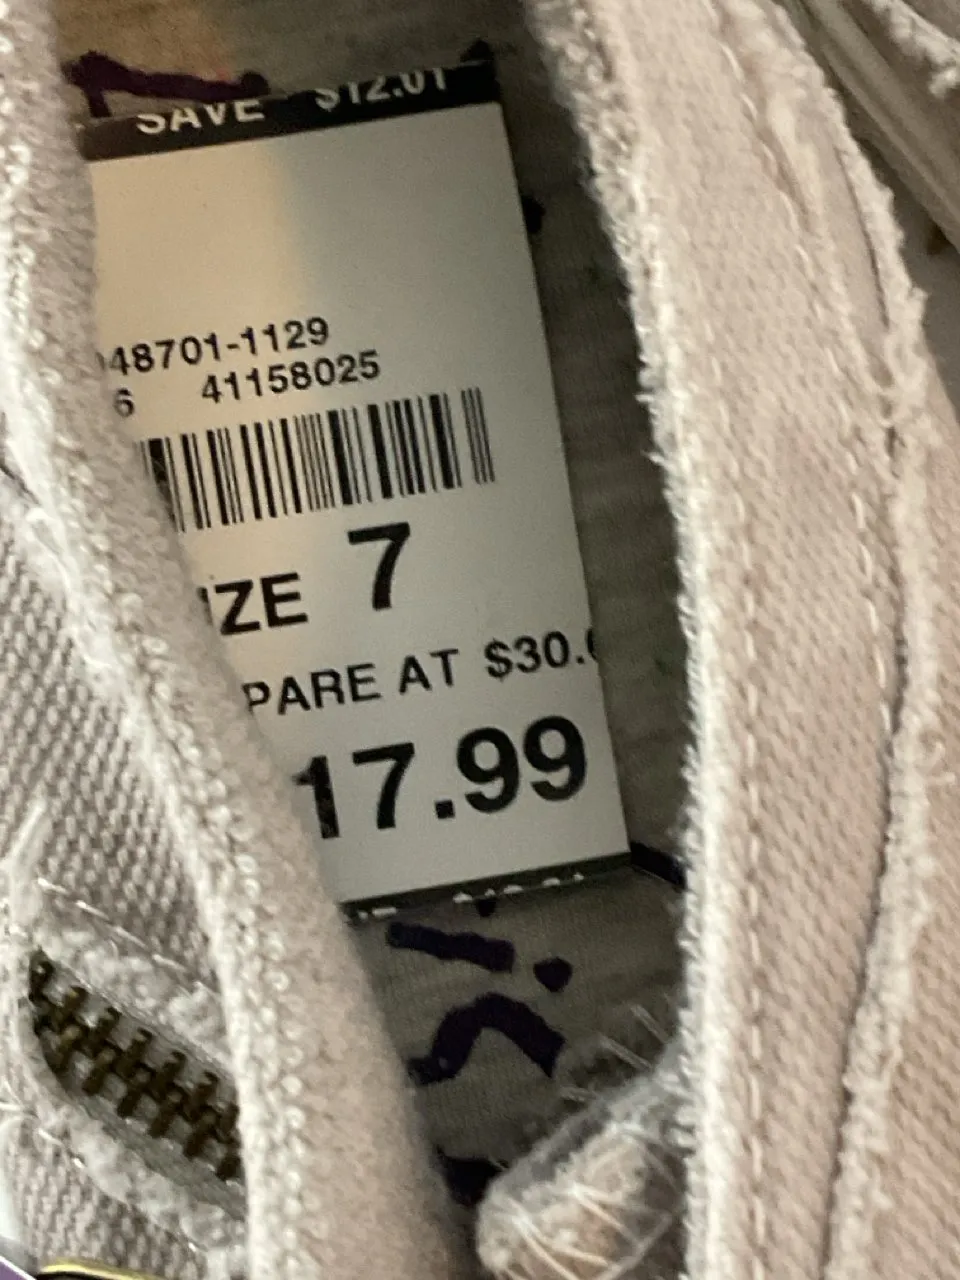 SAVE $12.01
48701-1129
6 41158025
IZE 7
PARE AT $30.
17.99